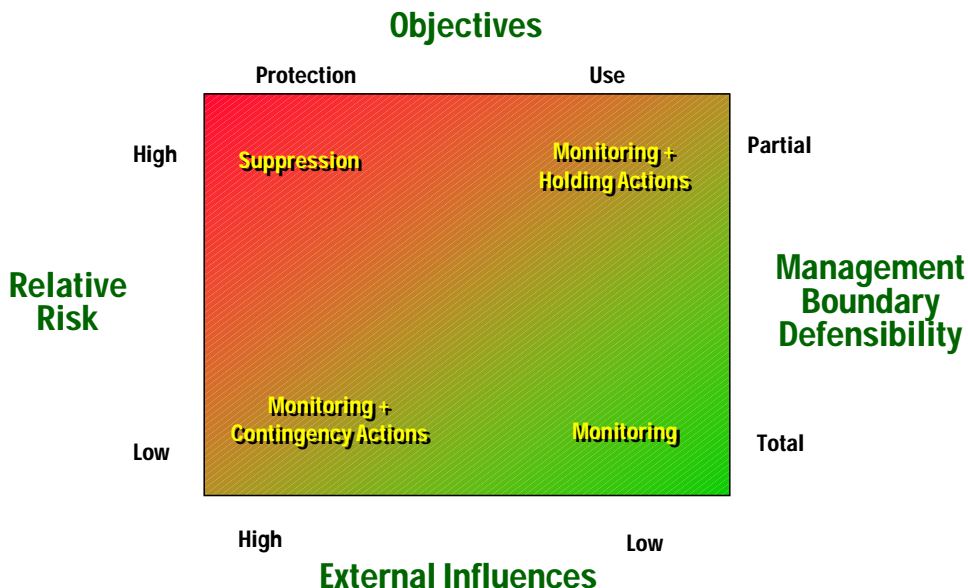 Objectives
Protection Use
High Suppression Monitoring + Partial
Holding Actions
Relative Management
Risk Boundary
Defensibility
Monitoring +
Contingency Actions Monitoring
Low Total
High Low
External Influences